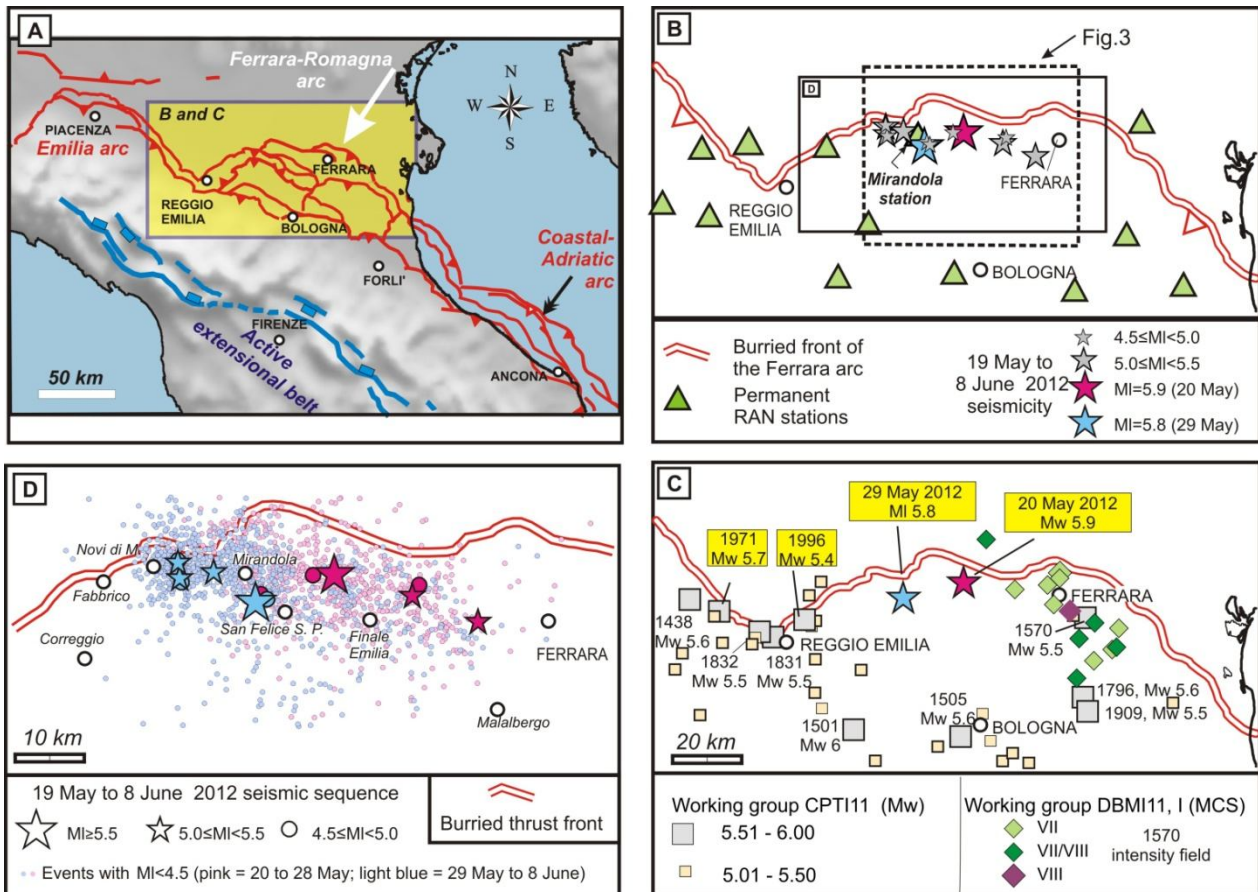 A
Ferrara-Romagna
arc
N
W E
S
B and C
PIACENZA
Emilia arc
FERRARA
REGGIO
EMILIA
BOLOGNA
Coastal-
Adriatic
arc
FORLI'
FIRENZE
Active
extensional belt
50 km
ANCONA
B
Fig.3
D
Mirandola
station
FERRARA
REGGIO
EMILIA
BOLOGNA
Burried front of
the Ferrara arc
Permanent
RAN stations
19 May to
8 June 2012
seismicity
4.5≤Ml<5.0
5.0≤Ml<5.5
Ml=5.9 (20 May)
Ml=5.8 (29 May)
D
Novi di M.
Mirandola
Fabbrico
San Felice S. P.
Correggio
Finale
Emilia
FERRARA
Malalbergo
10 km
19 May to 8 June 2012 seismic sequence
Ml≥5.5
5.0≤Ml<5.5
4.5≤Ml<5.0
Burried thrust front
Events with Ml<4.5 (pink = 20 to 28 May; light blue = 29 May to 8 June)
C
29 May 2012
Ml 5.8
20 May 2012
Mw 5.9
1971
Mw 5.7
1996
Mw 5.4
FERRARA
1438
Mw 5.6
REGGIO EMILIA
1570
Mw 5.5
1832
Mw 5.5
1831
Mw 5.5
1796, Mw 5.6
1909, Mw 5.5
1505
Mw 5.6
1501
Mw 6
BOLOGNA
20 km
Working group CPTI11 (Mw)
5.51 - 6.00
5.01 - 5.50
Working group DBMI11, I (MCS)
VII
VII/VIII
VIII
1570
intensity field